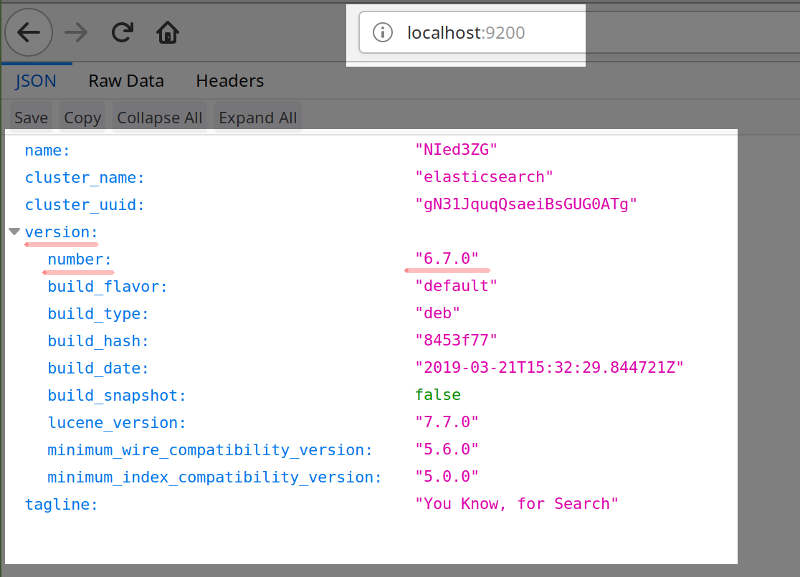 localhost:9200
JSON Raw Data Headers
Save Copy Collapse All Expand All
name: "NIed3ZG"
cluster_name: "elasticsearch"
cluster_uuid: "gN31JquqQsaeiBsGUG0ATg"
version:
number: "6.7.0"
build_flavor: "default"
build_type: "deb"
build_hash: "8453f77"
build_date: "2019-03-21T15:32:29.844721Z"
build_snapshot: false
lucene_version: "7.7.0"
minimum_wire_compatibility_version: "5.6.0"
minimum_index_compatibility_version: "5.0.0"
tagline: "You Know, for Search"